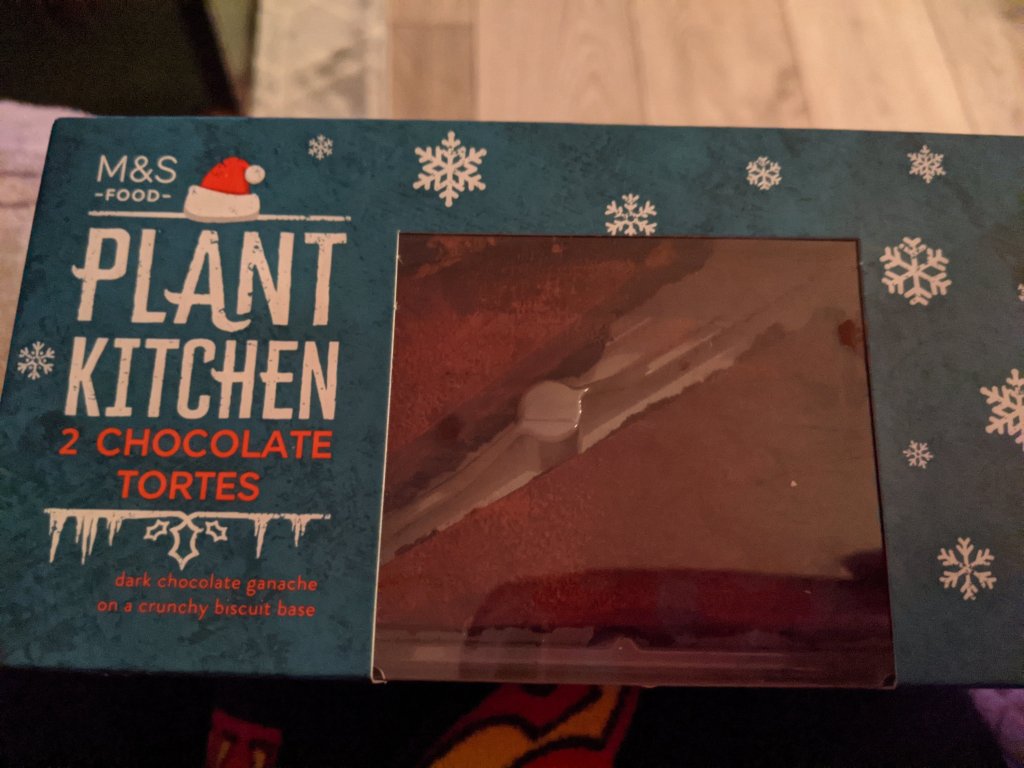 M&S
-FOOD-
PLANT
KITCHEN
2 CHOCOLATE
TORTES
dark chocolate ganache
on a crunchy biscuit base